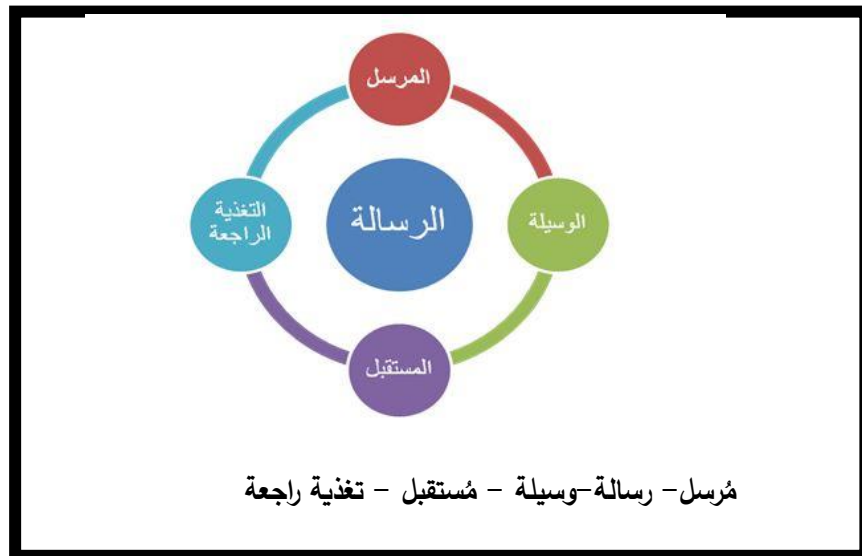 المرسل
التغذية
الراجعة
الرسالة
الوسيلة
المستقبل
مُرسل- رسالة-وسيلة - مُستقبل - تغذية راجعة